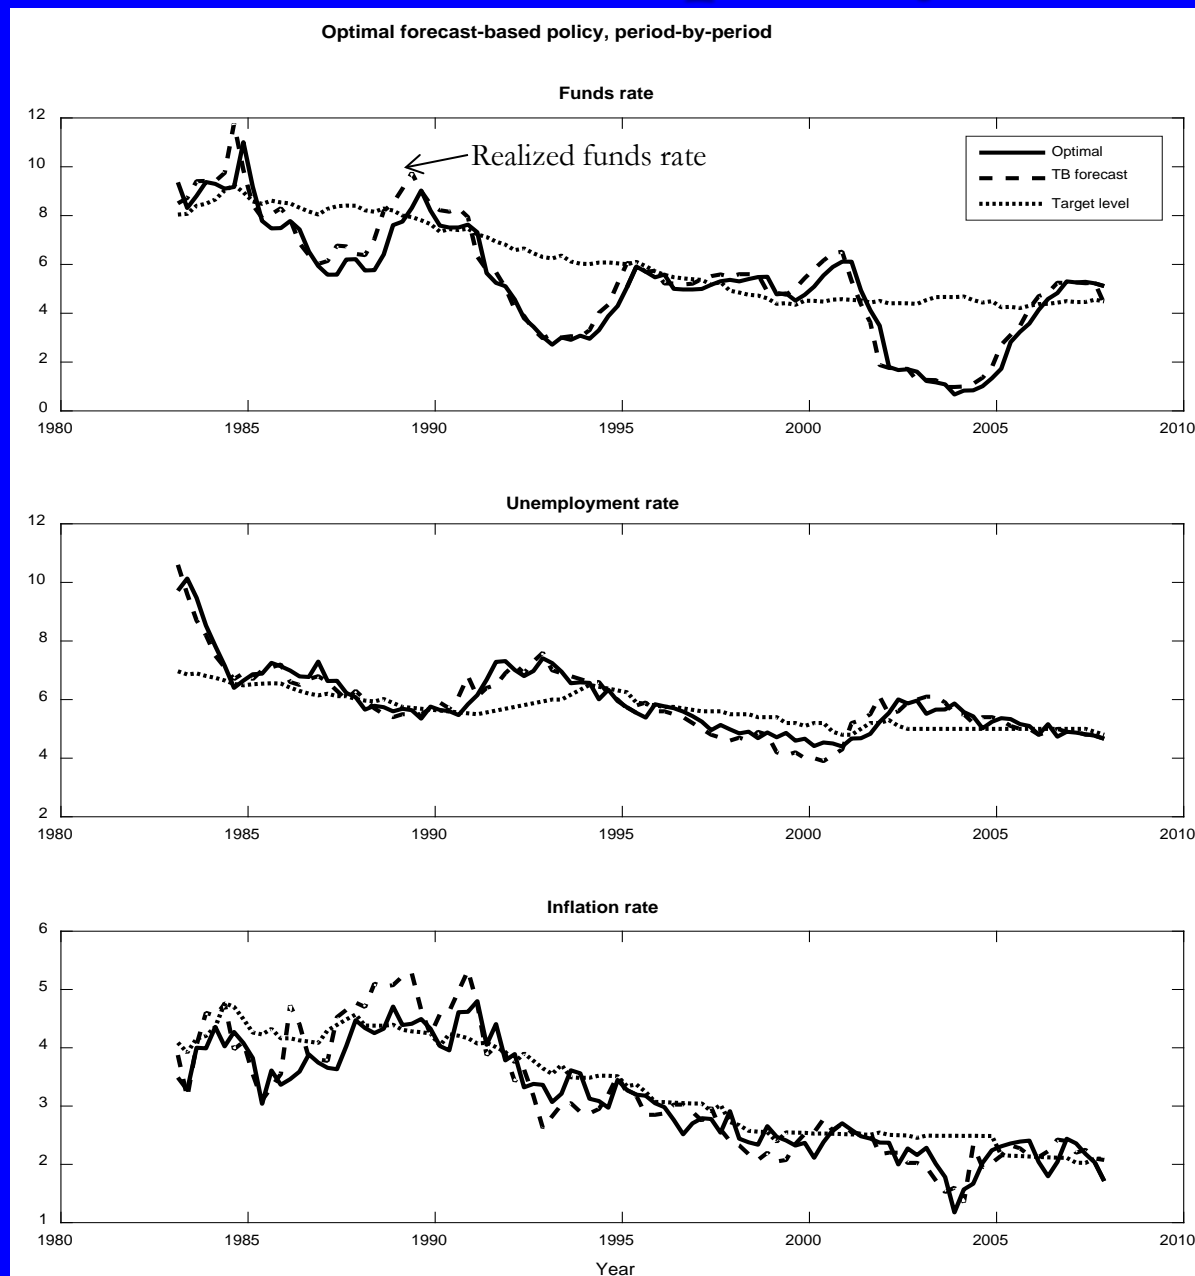 Optimal forecast-based policy, period-by-period
Funds rate
12
10
8
6
4
2
0
Realized funds rate
Optimal
TB forecast
Target level
1980 1985 1990 1995 2000 2005 2010
Unemployment rate
12
10
8
6
4
2
1980 1985 1990 1995 2000 2005 2010
Inflation rate
6
5
4
3
2
1
1980 1985 1990 1995 2000 2005 2010
Year